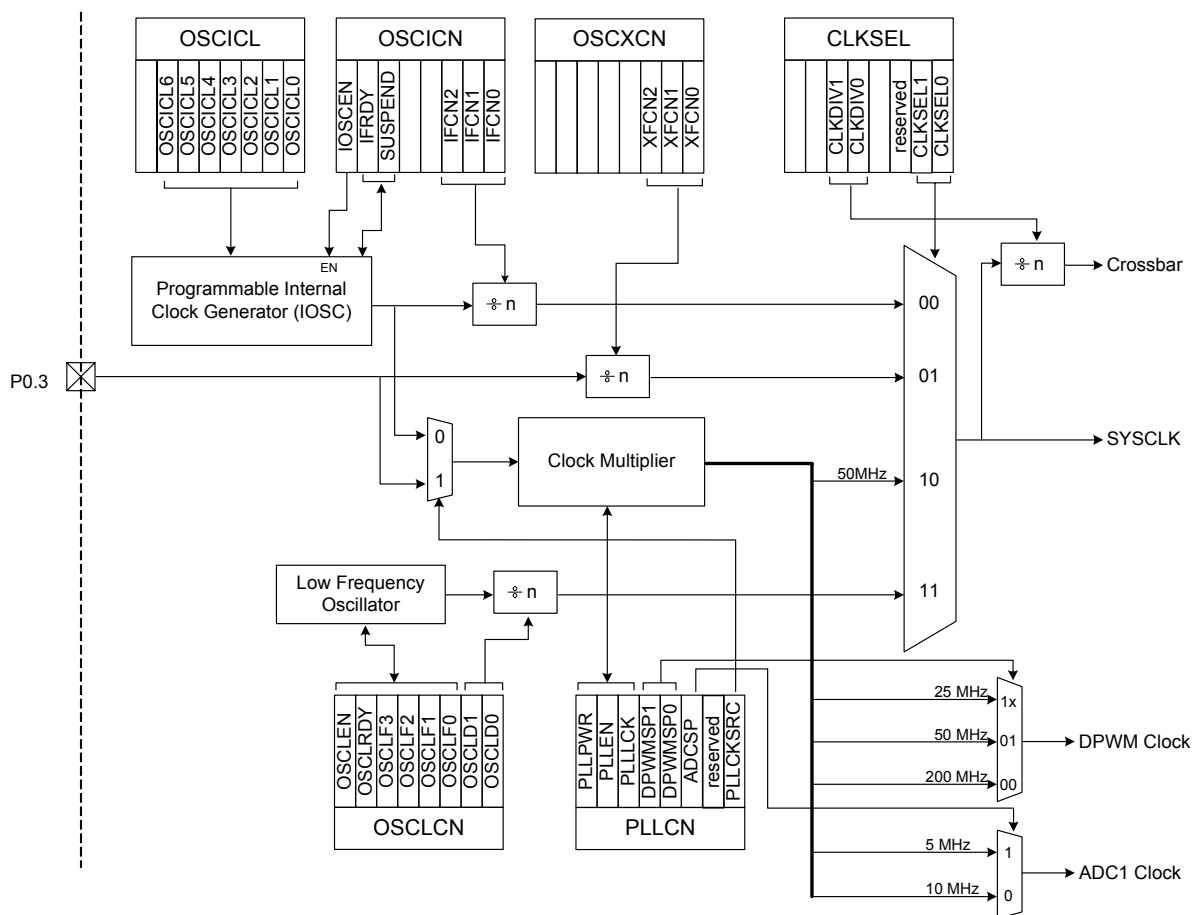 OSCICL
OSCICN
OSCXCN
CLKSEL
OSCICL6
OSCICL5
OSCICL4
OSCICL3
OSCICL2
OSCICL1
OSCICL0
IOSCEN
IFRDY
SUSPEND
IFCN2
IFCN1
IFCN0
XFCN2
XFCN1
XFCN0
CLKDIV1
CLKDIV0
reserved
CLKSEL1
CLKSEL0
EN
Programmable Internal
Clock Generator (IOSC)
÷ n
00
÷ n
Crossbar
P0.3
÷ n
01
0
1
Clock Multiplier
SYSCLK
50MHz
10
Low Frequency
Oscillator
÷ n
11
OSCLEN
OSCLRDY
OSCLF3
OSCLF2
OSCLF1
OSCLF0
OSCLD1
OSCLD0
OSCLCN
PLLPWR
PLLEN
PLLLCK
DPWMSP1
DPWMSP0
ADCSP
reserved
PLLCKSRC
PLLCN
25 MHz
1x
50 MHz
01
DPWM Clock
200 MHz
00
5 MHz
1
ADC1 Clock
10 MHz
0